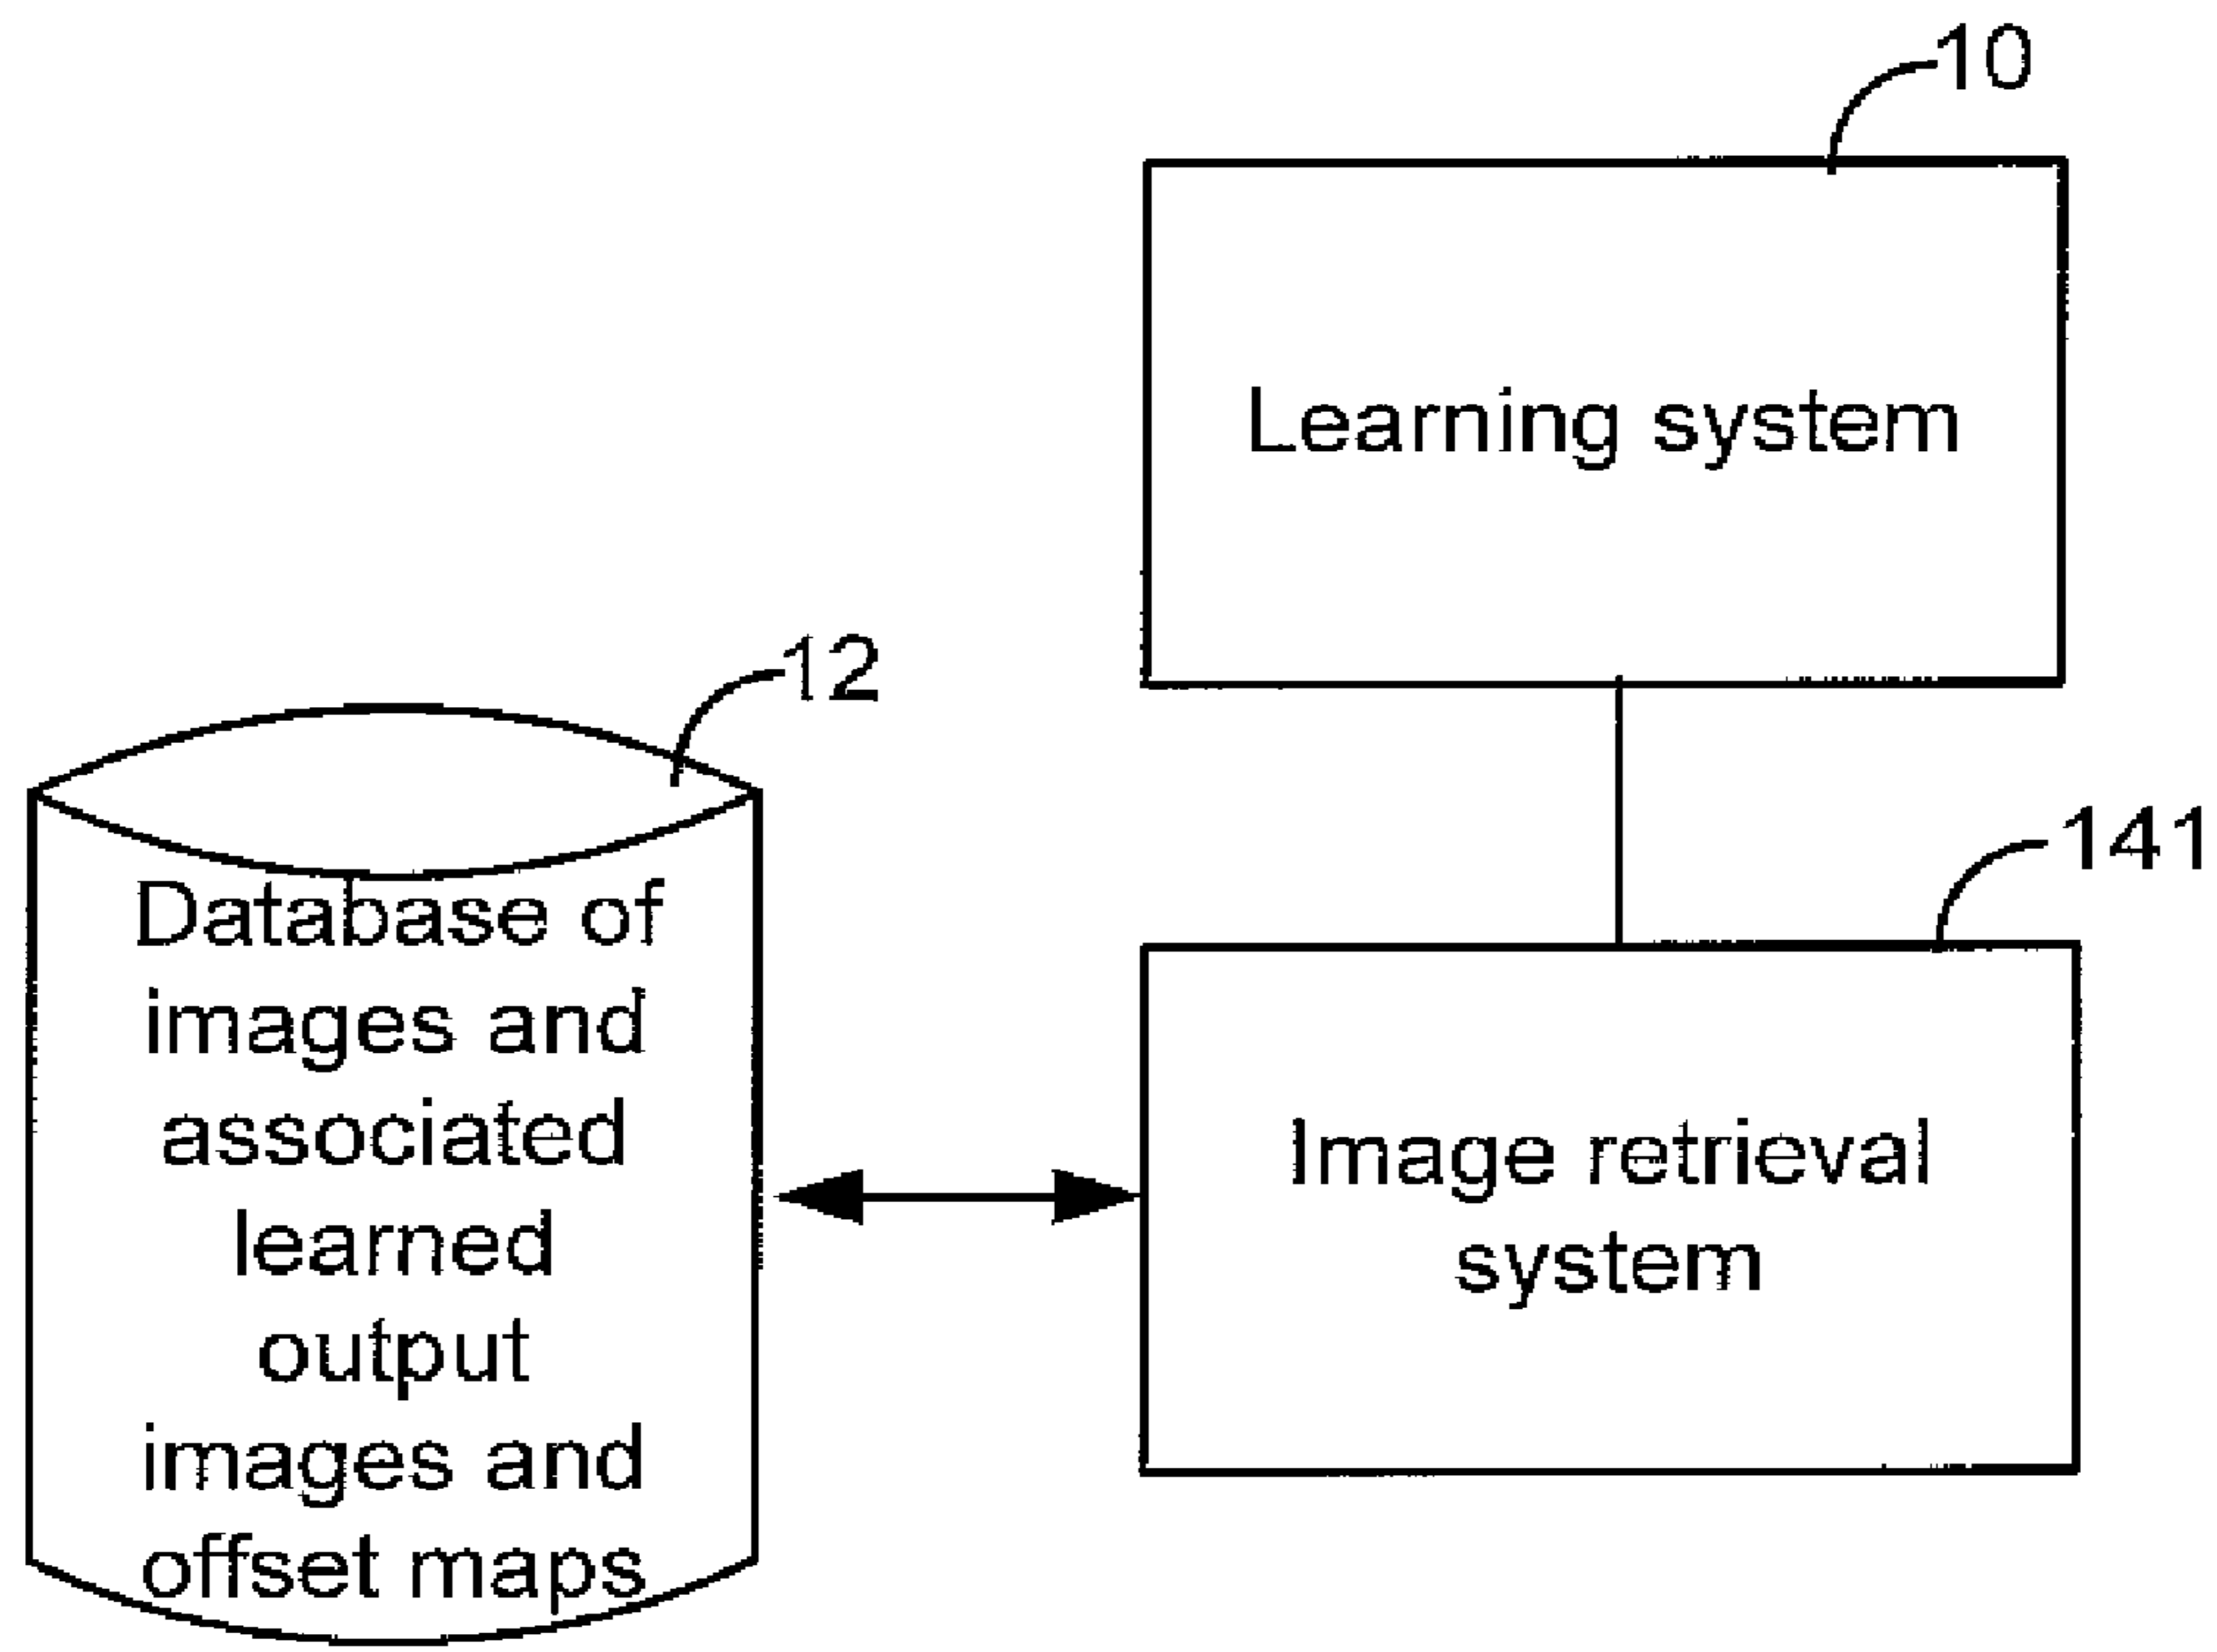 10
Learning system
12
Database of
images and
associated
learned
output
images and
offset maps
141
Image retrieval
system